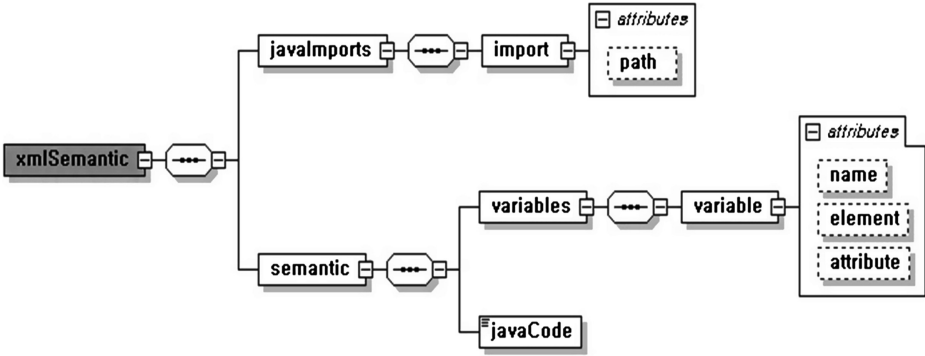 xmlSemantic
javaImports
import
attributes
path
semantic
variables
variable
attributes
name
element
attribute
javaCode